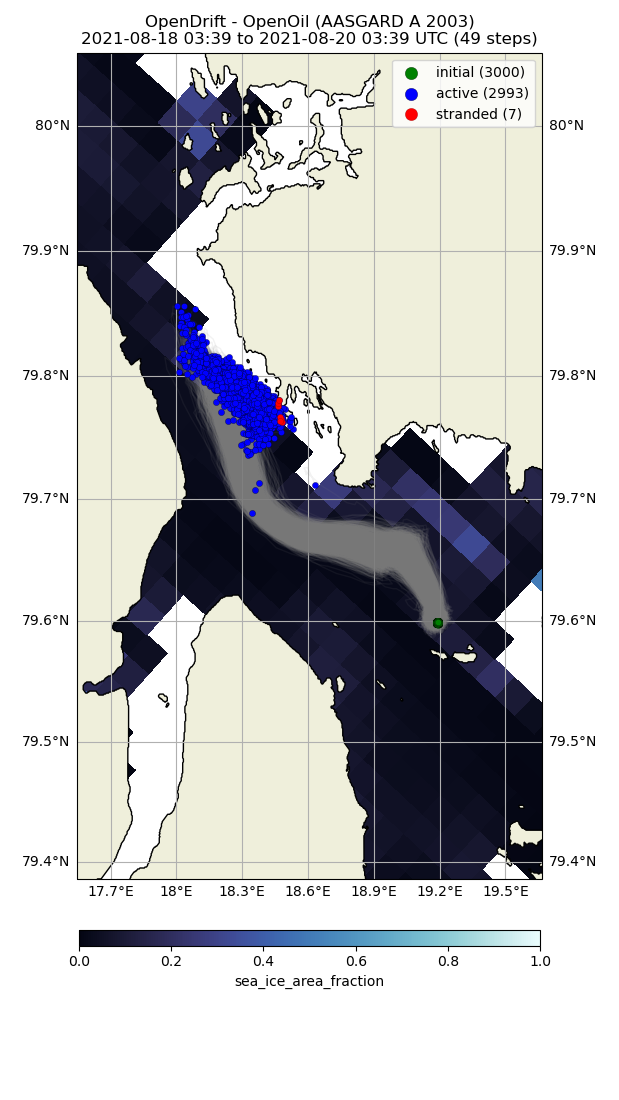 OpenDrift - OpenOil (AASGARD A 2003)
2021-08-18 03:39 to 2021-08-20 03:39 UTC (49 steps)
initial (3000)
active (2993)
stranded (7)
80°N 80°N
79.9°N 79.9°N
79.8°N 79.8°N
79.7°N 79.7°N
79.6°N 79.6°N
79.5°N 79.5°N
79.4°N 79.4°N
17.7°E 18°E 18.3°E 18.6°E 18.9°E 19.2°E 19.5°E
0.0 0.2 0.4 0.6 0.8 1.0
sea_ice_area_fraction